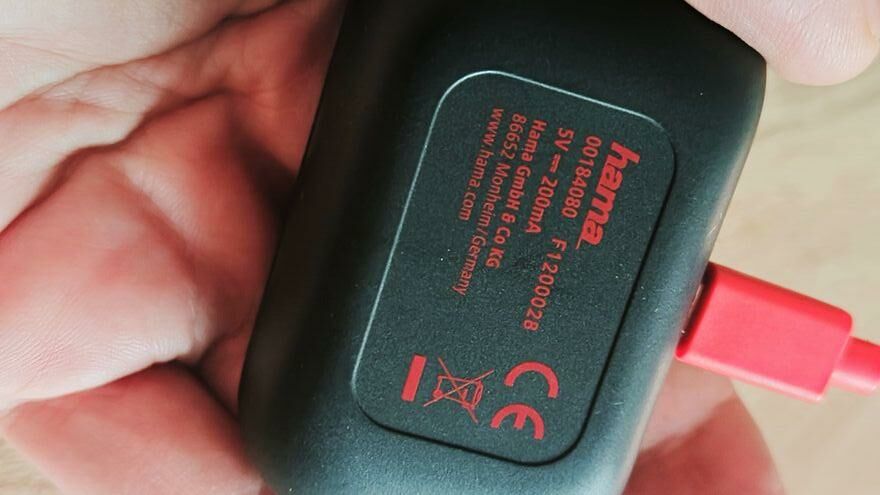 hama
00184080 F1200028
5V ⎓ 200mA
Hama GmbH & Co KG
86652 Monheim/Germany
www.hama.com
CE